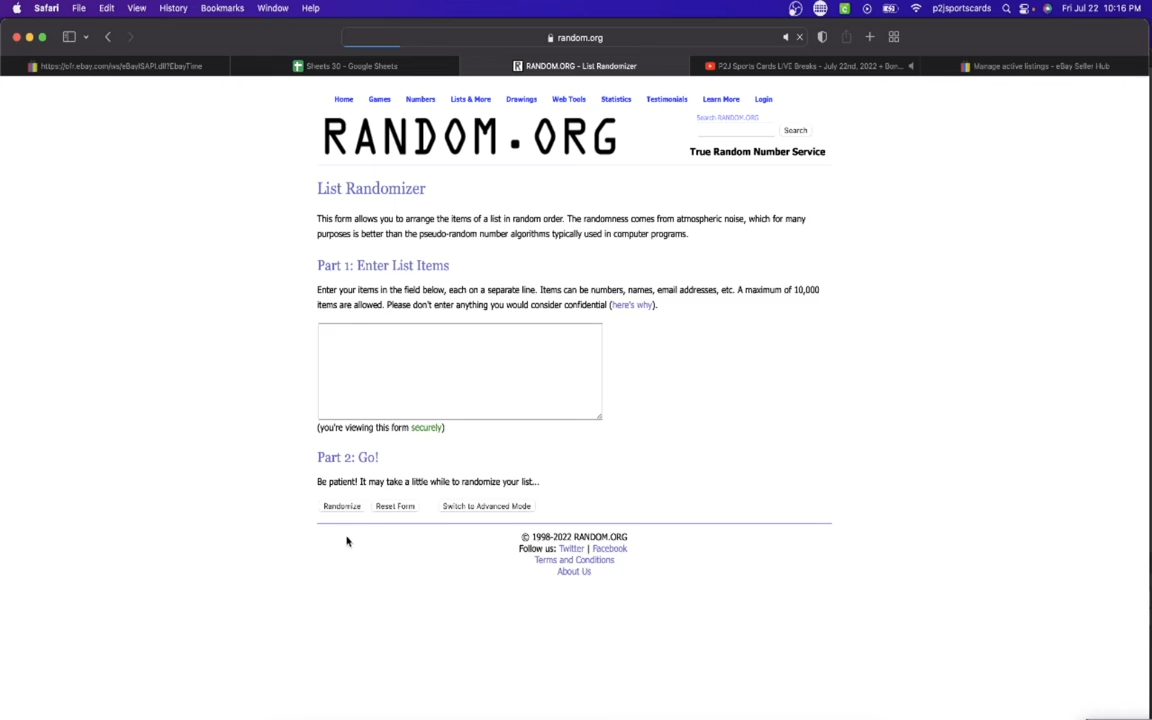 Safari File Edit View History Bookmarks Window Help p2jsportscards Fri Jul 22 10:16 PM
random.org
https://ofr.ebay.com/ws/eBayISAPI.dll?EbayTime Sheets 30 - Google Sheets RANDOM.ORG - List Randomizer P2J Sports Cards LIVE Breaks - July 22nd, 2022 + Bon... Manage active listings - eBay Seller Hub
Home Games Numbers Lists & More Drawings Web Tools Statistics Testimonials Learn More Login
Search RANDOM.ORG
RANDOM.ORG
Search
True Random Number Service
List Randomizer
This form allows you to arrange the items of a list in random order. The randomness comes from atmospheric noise, which for many
purposes is better than the pseudo-random number algorithms typically used in computer programs.
Part 1: Enter List Items
Enter your items in the field below, each on a separate line. Items can be numbers, names, email addresses, etc. A maximum of 10,000
items are allowed. Please don't enter anything you would consider confidential (here's why).
(you're viewing this form securely)
Part 2: Go!
Be patient! It may take a little while to randomize your list...
Randomize Reset Form Switch to Advanced Mode
© 1998-2022 RANDOM.ORG
Follow us: Twitter | Facebook
Terms and Conditions
About Us